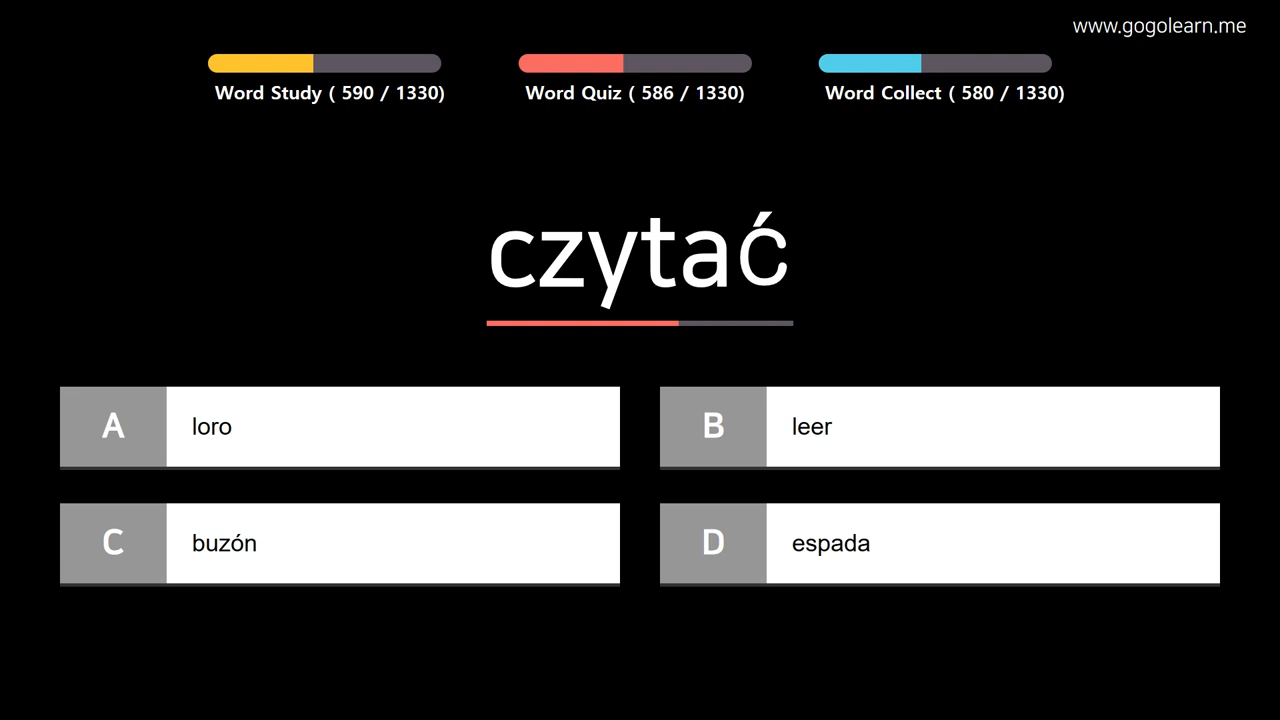 www.gogolearn.me
Word Study ( 590 / 1330)
Word Quiz ( 586 / 1330)
Word Collect ( 580 / 1330)
czytać
A loro
B leer
C buzón
D espada